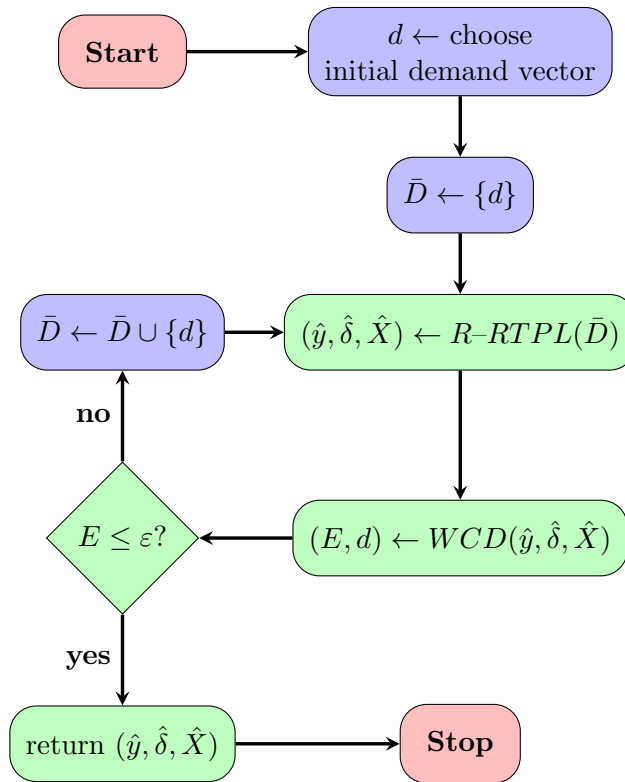 Start
d ← choose
initial demand vector
D̄ ← {d}
D̄ ← D̄ ∪ {d}
(ŷ, δ̂, X̂) ← R–RTPL(D̄)
no
E ≤ ε?
(E, d) ← WCD(ŷ, δ̂, X̂)
yes
return (ŷ, δ̂, X̂)
Stop